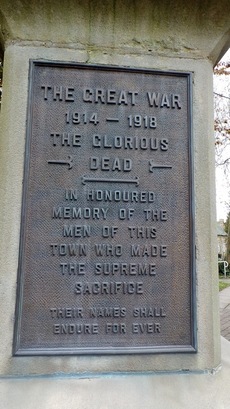 THE GREAT WAR
1914 — 1918
THE GLORIOUS
DEAD
IN HONOURED
MEMORY OF THE
MEN OF THIS
TOWN WHO MADE
THE SUPREME
SACRIFICE
THEIR NAMES SHALL
ENDURE FOR EVER